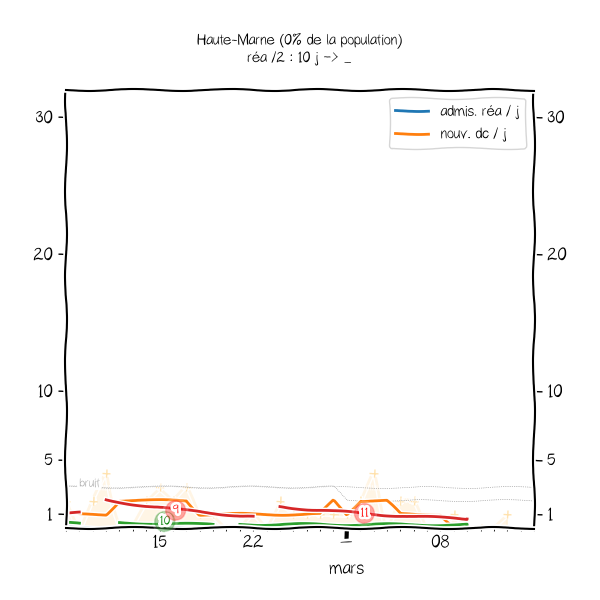 Haute-Marne (0% de la population)
réa /2 : 10 j -> _
admis. réa / j
nouv. dc / j
30
30
20
20
10
10
5
5
bruit
1
1
9
10
11
15
22
08
mars